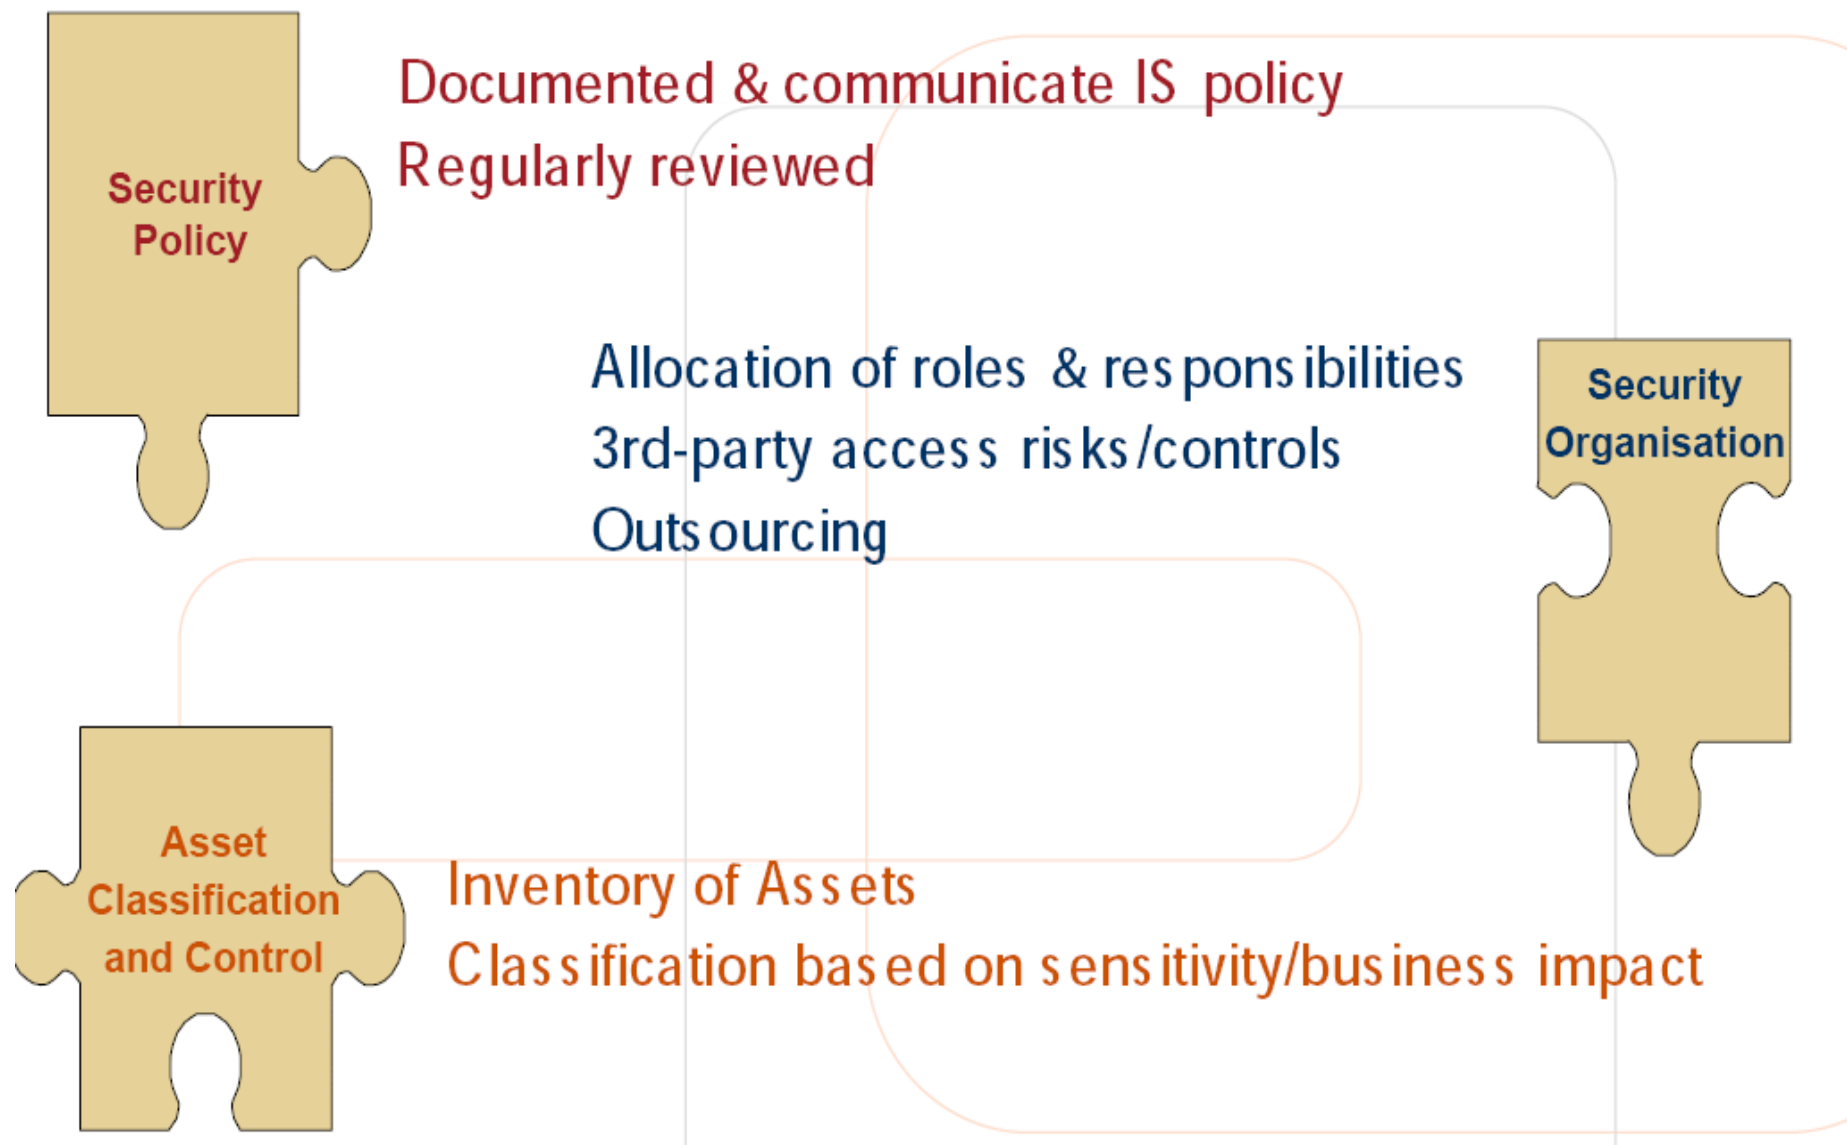 Documented & communicate IS policy
Regularly reviewed
Security
Policy
Allocation of roles & responsibilities
3rd-party access risks/controls
Outsourcing
Security
Organisation
Asset
Classification
and Control
Inventory of Assets
Classification based on sensitivity/business impact